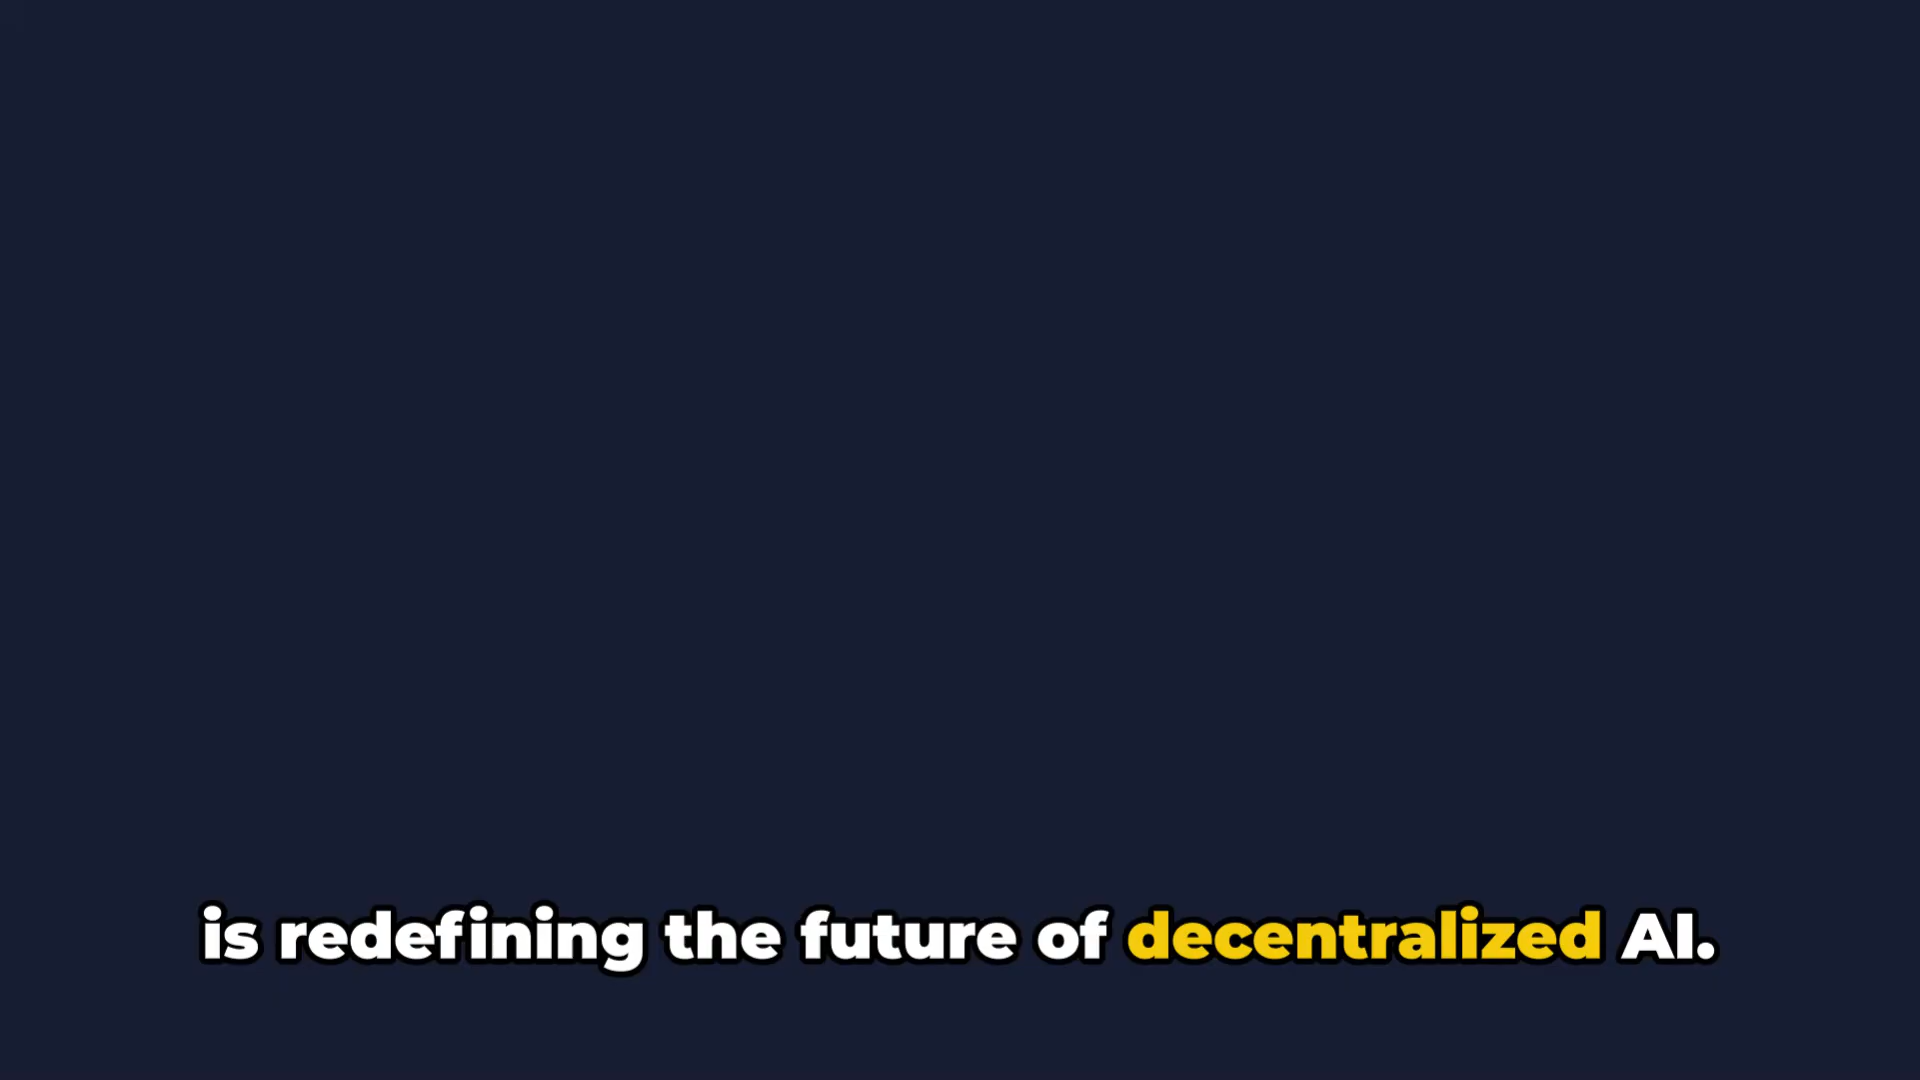 is redefining the future of decentralized AI.